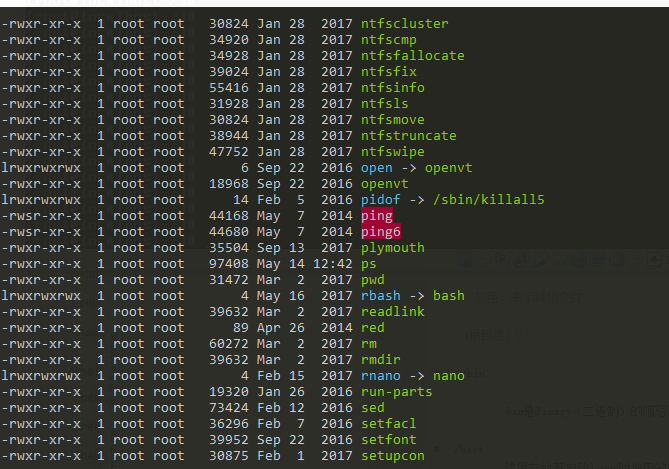 -rwxr-xr-x 1 root root 30824 Jan 28 2017 ntfscluster
-rwxr-xr-x 1 root root 34920 Jan 28 2017 ntfscmp
-rwxr-xr-x 1 root root 34928 Jan 28 2017 ntfsfallocate
-rwxr-xr-x 1 root root 39024 Jan 28 2017 ntfsfix
-rwxr-xr-x 1 root root 55416 Jan 28 2017 ntfsinfo
-rwxr-xr-x 1 root root 31928 Jan 28 2017 ntfsls
-rwxr-xr-x 1 root root 30824 Jan 28 2017 ntfsmove
-rwxr-xr-x 1 root root 38944 Jan 28 2017 ntfstruncate
-rwxr-xr-x 1 root root 47752 Jan 28 2017 ntfswipe
lrwxrwxrwx 1 root root 6 Sep 22 2016 open -> openvt
-rwxr-xr-x 1 root root 18968 Sep 22 2016 openvt
lrwxrwxrwx 1 root root 14 Feb 5 2016 pidof -> /sbin/killall5
-rwsr-xr-x 1 root root 44168 May 7 2014 ping
-rwsr-xr-x 1 root root 44680 May 7 2014 ping6
-rwxr-xr-x 1 root root 35504 Sep 13 2017 plymouth
-rwxr-xr-x 1 root root 97408 May 14 12:42 ps
-rwxr-xr-x 1 root root 31472 Mar 2 2017 pwd
lrwxrwxrwx 1 root root 4 May 16 2017 rbash -> bash
-rwxr-xr-x 1 root root 39632 Mar 2 2017 readlink
-rwxr-xr-x 1 root root 89 Apr 26 2014 red
-rwxr-xr-x 1 root root 60272 Mar 2 2017 rm
-rwxr-xr-x 1 root root 39632 Mar 2 2017 rmdir
lrwxrwxrwx 1 root root 4 Feb 15 2017 rnano -> nano
-rwxr-xr-x 1 root root 19320 Jan 26 2016 run-parts
-rwxr-xr-x 1 root root 73424 Feb 12 2016 sed
-rwxr-xr-x 1 root root 36296 Feb 7 2016 setfacl
-rwxr-xr-x 1 root root 39952 Sep 22 2016 setfont
-rwxr-xr-x 1 root root 30875 Feb 1 2017 setupcon